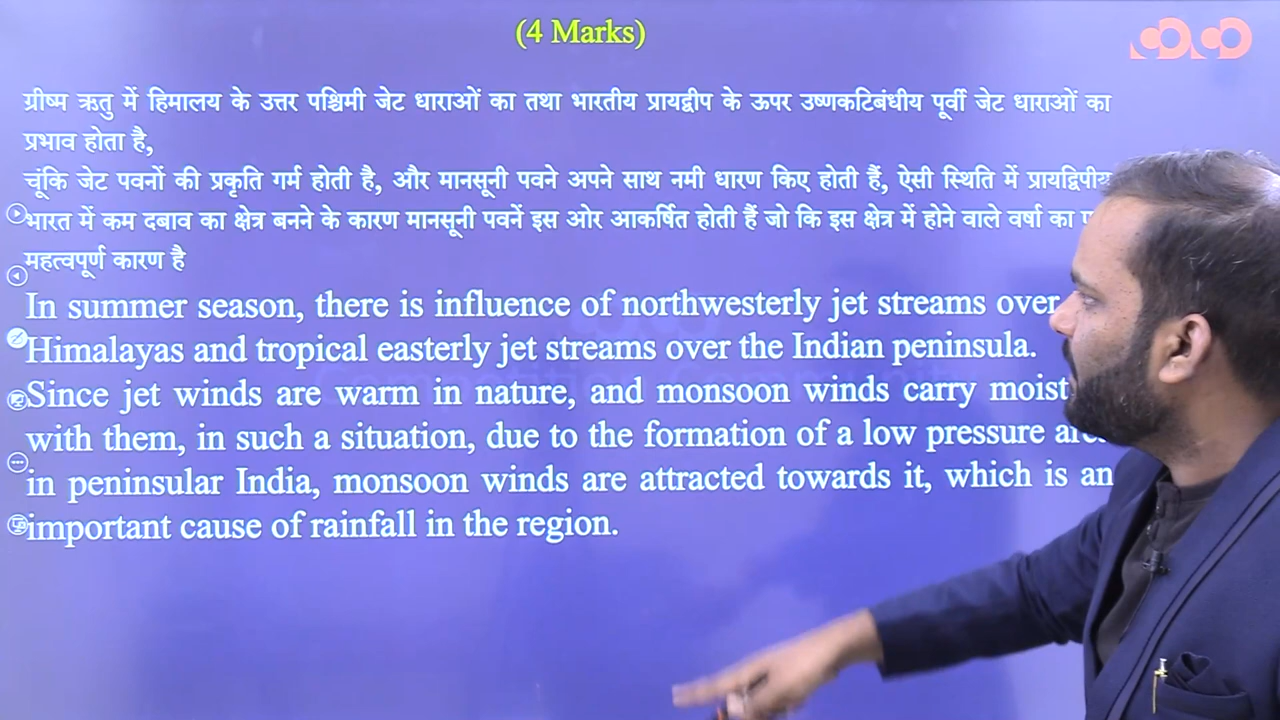 (4 Marks)
ग्रीष्म ऋतु में हिमालय के उत्तर पश्चिमी जेट धाराओं का तथा भारतीय प्रायद्वीप के ऊपर उष्णकटिबंधीय पूर्वी जेट धाराओं का
प्रभाव होता है,
चूंकि जेट पवनों की प्रकृति गर्म होती है, और मानसूनी पवने अपने साथ नमी धारण किए होती हैं, ऐसी स्थिति में प्रायद्विपीय
भारत में कम दबाव का क्षेत्र बनने के कारण मानसूनी पवनें इस ओर आकर्षित होती हैं जो कि इस क्षेत्र में होने वाले वर्षा का
महत्वपूर्ण कारण है
In summer season, there is influence of northwesterly jet streams over
Himalayas and tropical easterly jet streams over the Indian peninsula.
Since jet winds are warm in nature, and monsoon winds carry
with them, in such a situation, due to the formation of a low pressure
in peninsular India, monsoon winds are attracted towards it, which is an
important cause of rainfall in the region.